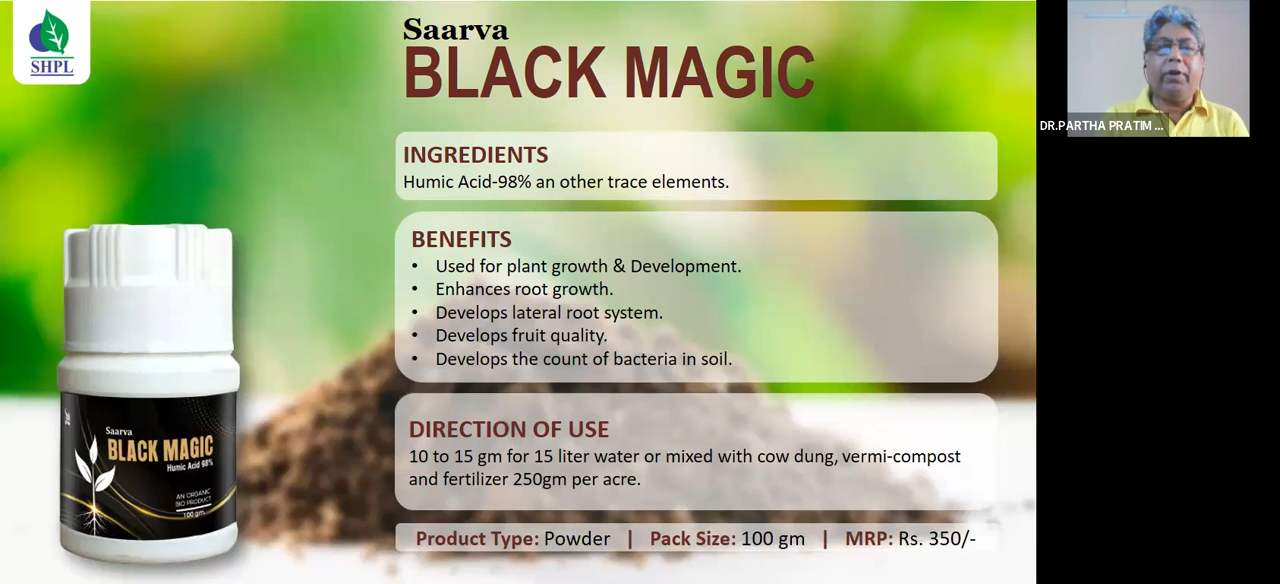 SHPL
Saarva
BLACK MAGIC
INGREDIENTS
Humic Acid-98% an other trace elements.
BENEFITS
• Used for plant growth & Development.
• Enhances root growth.
• Develops lateral root system.
• Develops fruit quality.
• Develops the count of bacteria in soil.
DIRECTION OF USE
10 to 15 gm for 15 liter water or mixed with cow dung, vermi-compost
and fertilizer 250gm per acre.
Product Type: Powder | Pack Size: 100 gm | MRP: Rs. 350/-
Saarva
BLACK MAGIC
Humic Acid 98%
AN ORGANIC
BIO PRODUCT
100 gm.
DR.PARTHA PRATIM ...